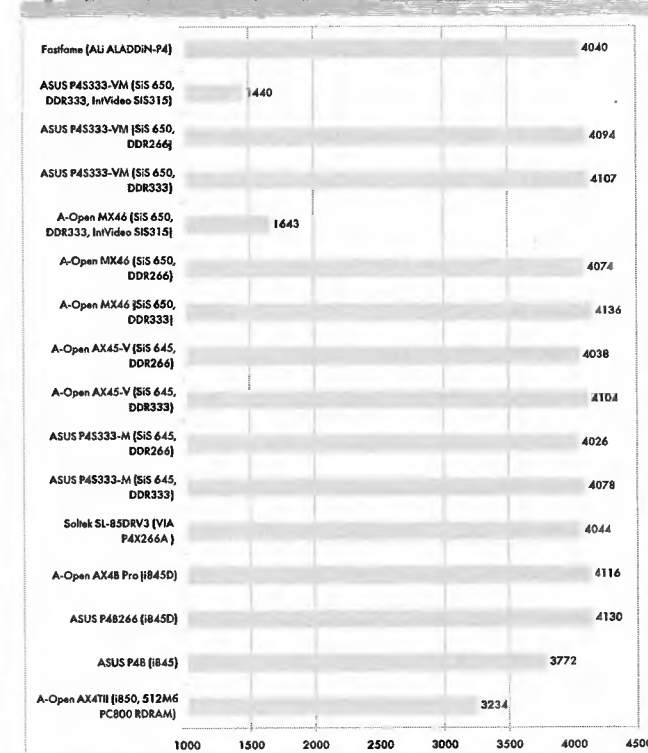 Fastfame (ALi ALADDiN-P4)
4040
ASUS P4S333-VM (SiS 650,
DDR333, IntVideo SIS315)
1440
ASUS P4S333-VM (SiS 650,
DDR266)
4094
ASUS P4S333-VM (SiS 650,
DDR333)
4107
A-Open MX46 (SiS 650,
DDR333, IntVideo SIS315)
1643
A-Open MX46 (SiS 650,
DDR266)
4074
A-Open MX46 (SiS 650,
DDR333)
4136
A-Open AX45-V (SiS 645,
DDR266)
4038
A-Open AX45-V (SiS 645,
DDR333)
4104
ASUS P4S333-M (SiS 645,
DDR266)
4026
ASUS P4S333-M (SiS 645,
DDR333)
4078
Soltek SL-85DRV3 (VIA
P4X266A )
4044
A-Open AX4B Pro (i845D)
4116
ASUS P4B266 (i845D)
4130
ASUS P4B (i845)
3772
A-Open AX4TII (i850, 512M6
PC800 RDRAM)
3234
1000 1500 2000 2500 3000 3500 4000 4500